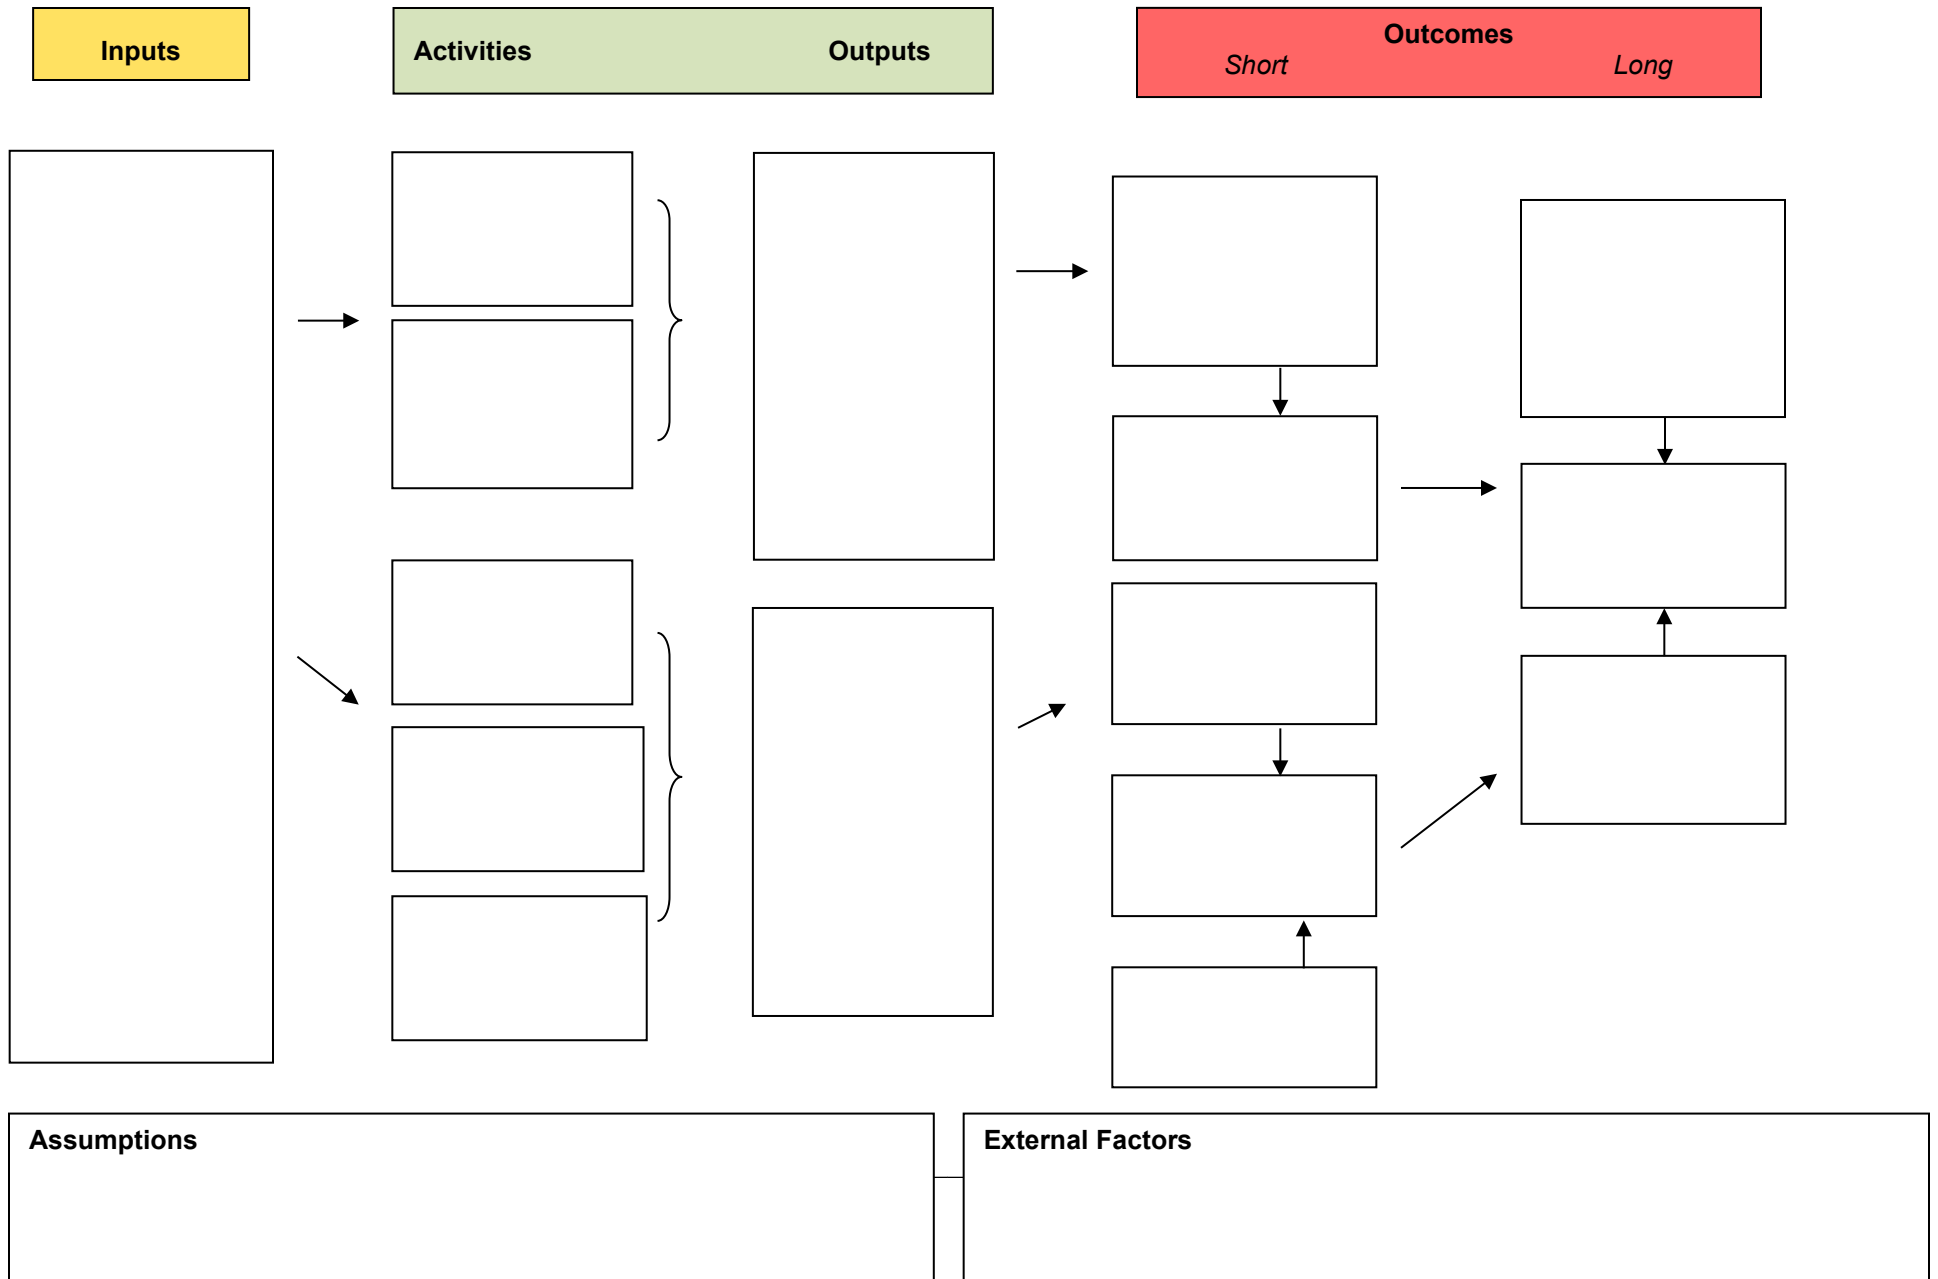 Inputs
Activities Outputs
Outcomes
Short Long
Assumptions
External Factors